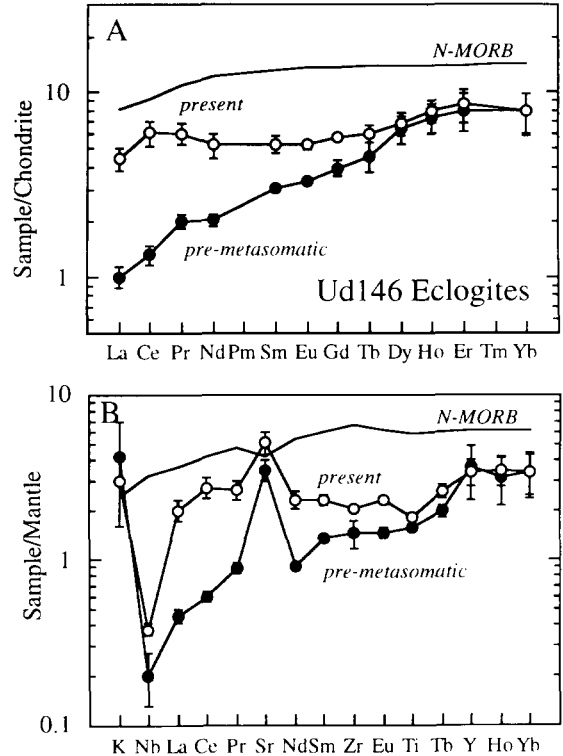 A
N-MORB
10
present
Sample/Chondrite
pre-metasomatic
1
Ud146 Eclogites
La Ce Pr Nd Pm Sm Eu Gd Tb Dy Ho Er Tm Yb
10
B
N-MORB
present
Sample/Mantle
1
pre-metasomatic
0.1
K Nb La Ce Pr Sr Nd Sm Zr Eu Ti Tb Y Ho Yb